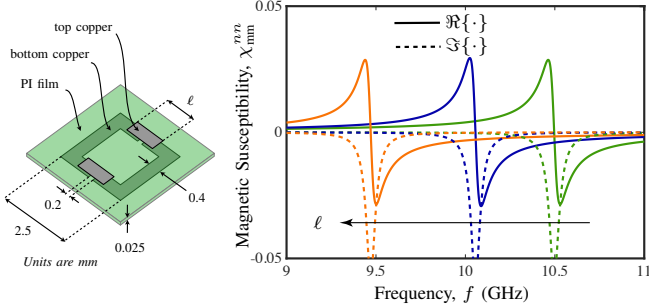 top copper
bottom copper
PI film
ℓ
0.2
0.4
2.5
0.025
Units are mm
Magnetic Susceptibility, χ_mm^nn
0.05
0
-0.05
ℜ{·}
ℑ{·}
ℓ
9 9.5 10 10.5 11
Frequency, f (GHz)